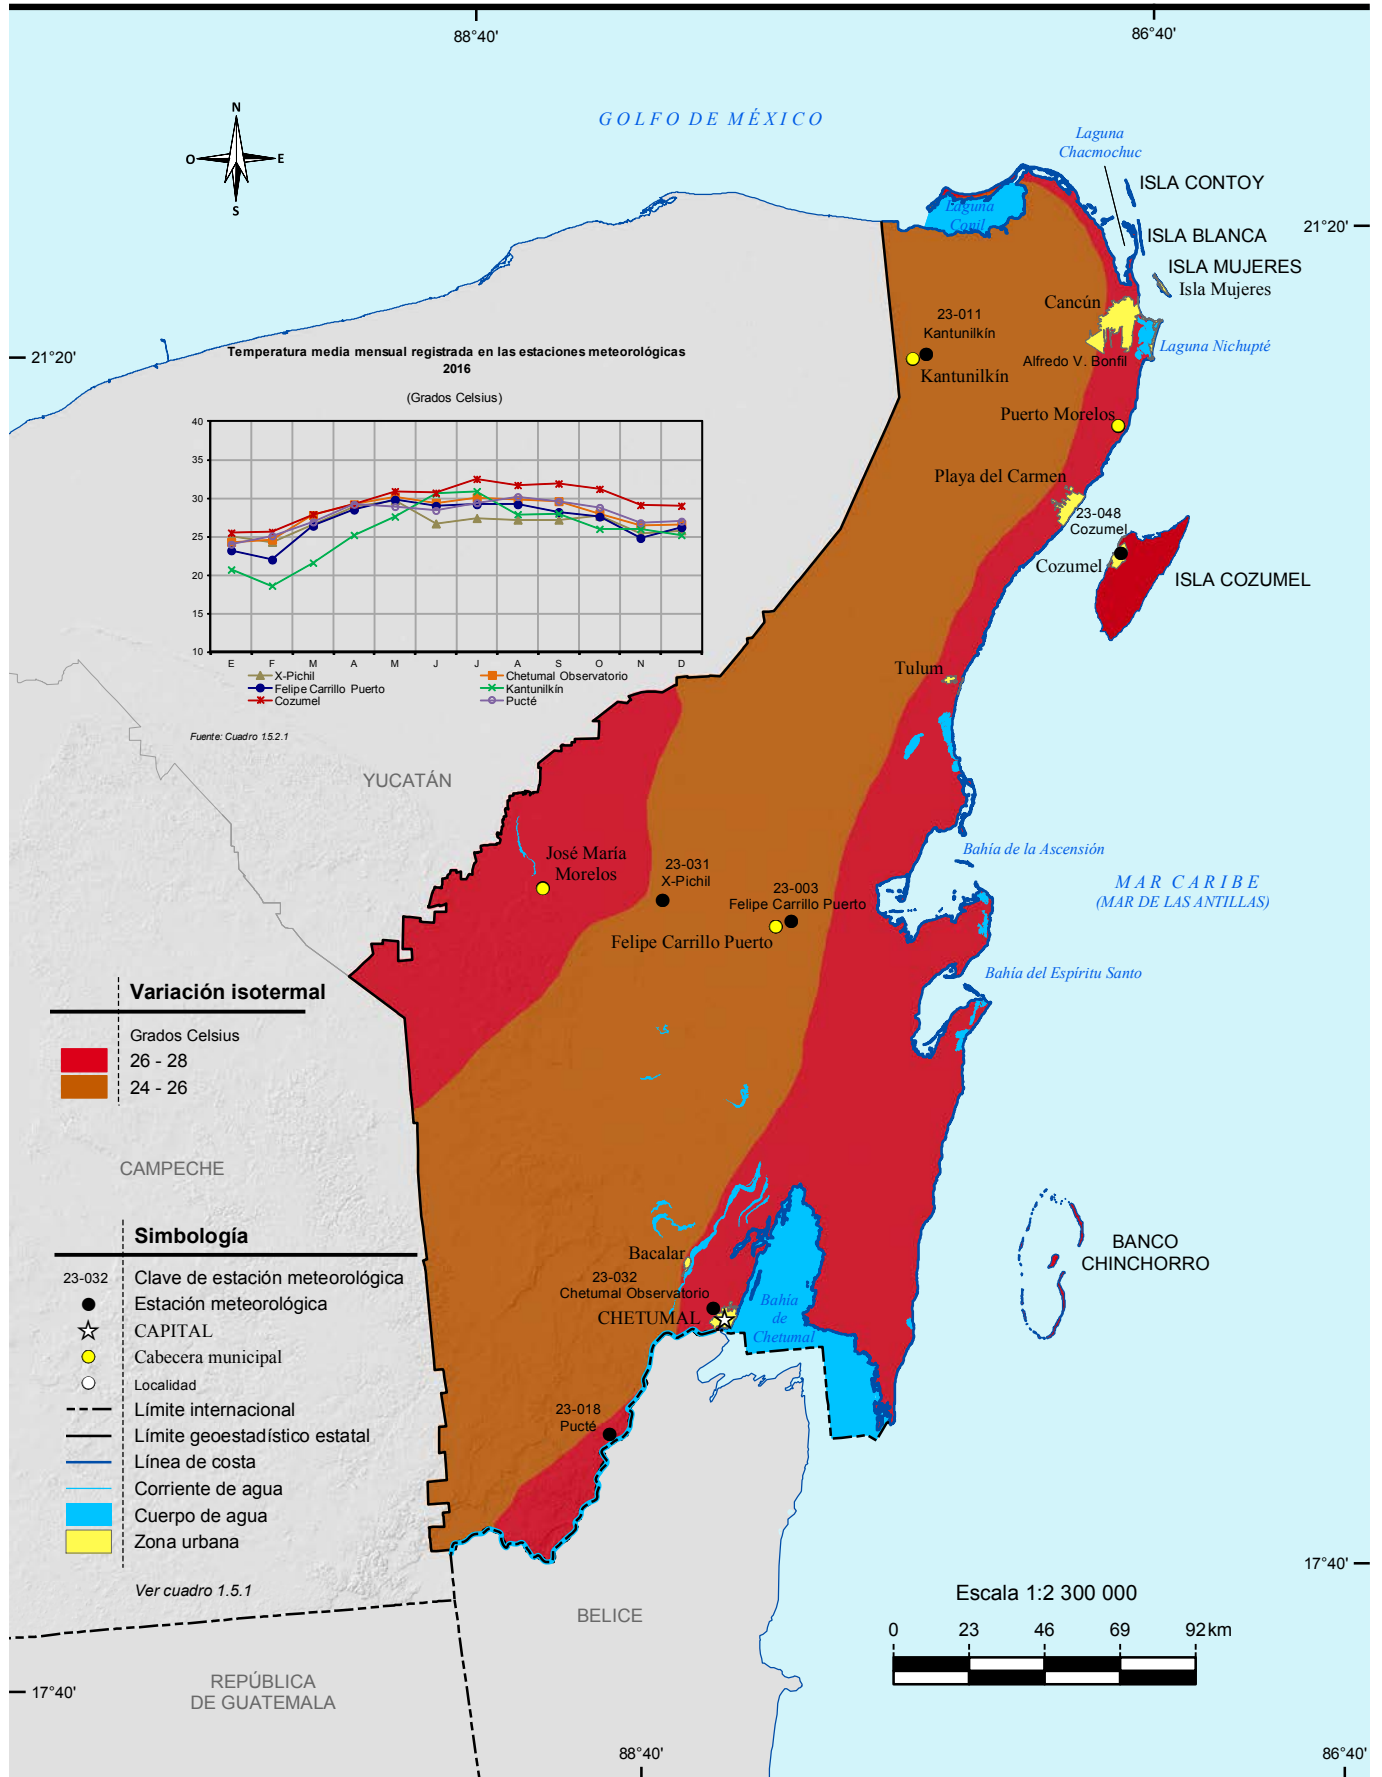 88°40'
86°40'
N
O
E
S
GOLFO DE MÉXICO
Laguna
Chacmochuc
ISLA CONTOY
Laguna
Conil
ISLA BLANCA
21°20'
ISLA MUJERES
Isla Mujeres
Cancún
23-011
Kantunilkín
Kantunilkín
Alfredo V. Bonfil
Laguna Nichupté
21°20'
Temperatura media mensual registrada en las estaciones meteorológicas
2016
(Grados Celsius)
40
35
30
25
20
15
10
E F M A M J J A S O N D
X-Pichil
Chetumal Observatorio
Felipe Carrillo Puerto
Kantunilkín
Cozumel
Pucté
Fuente: Cuadro 1.5.2.1
Puerto Morelos
Playa del Carmen
23-048
Cozumel
Cozumel
ISLA COZUMEL
Tulum
YUCATÁN
José María
Morelos
23-031
X-Pichil
23-003
Felipe Carrillo Puerto
Felipe Carrillo Puerto
Bahía de la Ascensión
MAR CARIBE
(MAR DE LAS ANTILLAS)
Bahía del Espíritu Santo
Variación isotermal
Grados Celsius
26 - 28
24 - 26
CAMPECHE
Simbología
23-032 Clave de estación meteorológica
Estación meteorológica
CAPITAL
Cabecera municipal
Localidad
Límite internacional
Límite geoestadístico estatal
Línea de costa
Corriente de agua
Cuerpo de agua
Zona urbana
Ver cuadro 1.5.1
Bacalar
23-032
Chetumal Observatorio
CHETUMAL
Bahía
de
Chetumal
BANCO
CHINCHORRO
23-018
Pucté
17°40'
Escala 1:2 300 000
0 23 46 69 92 km
BELICE
REPÚBLICA
DE GUATEMALA
17°40'
88°40'
86°40'